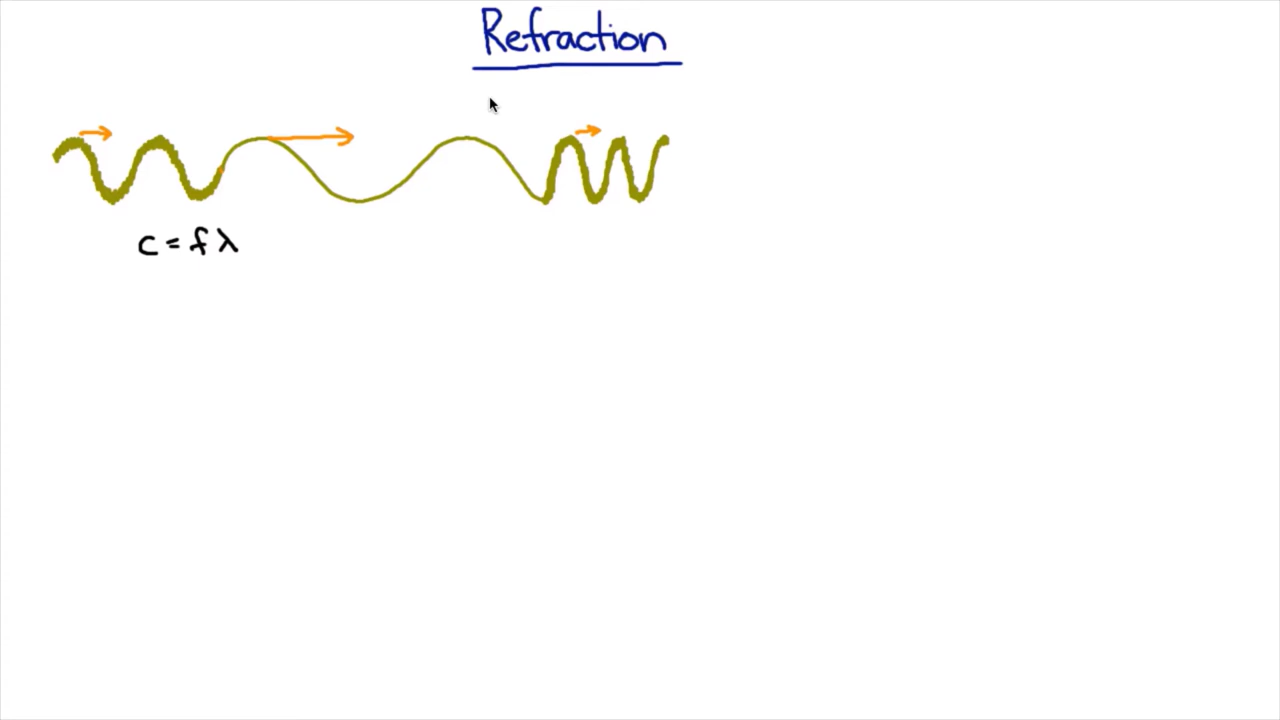 Refraction
c = f λ